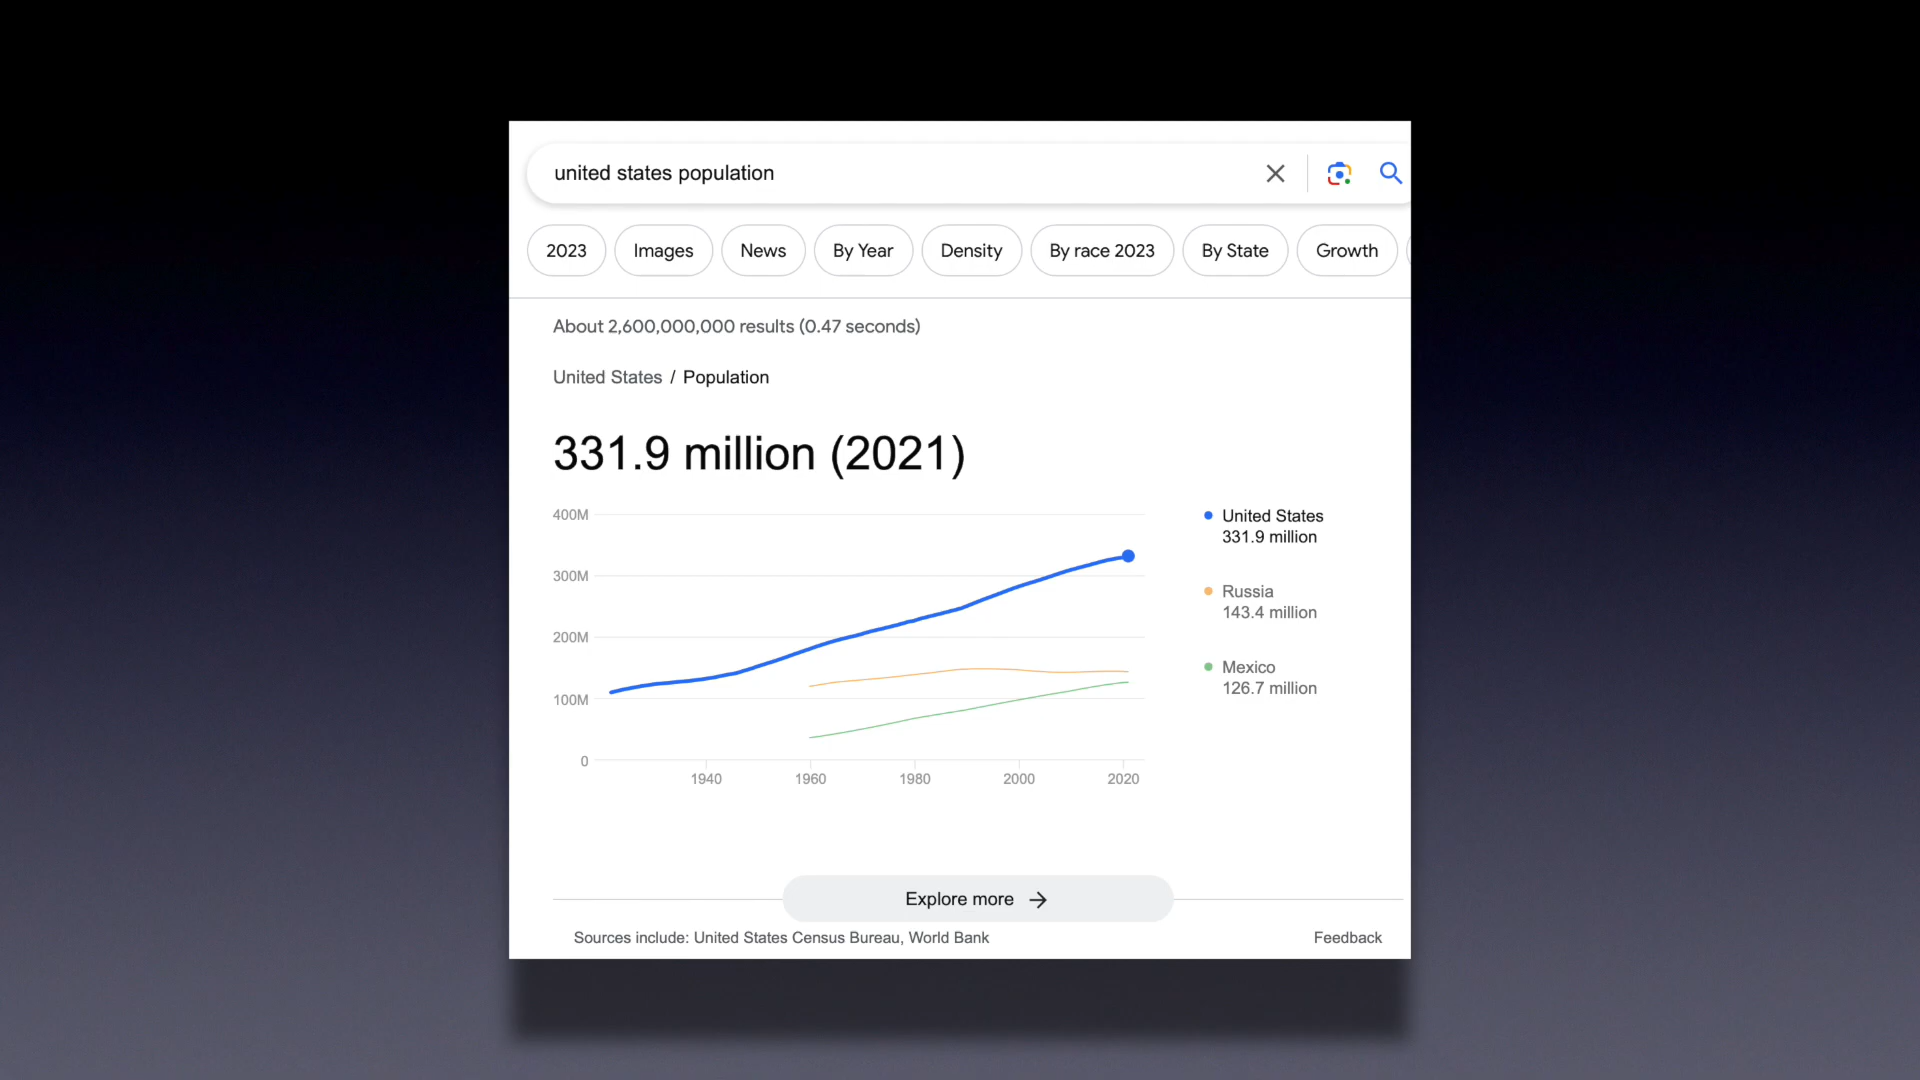 united states population
2023 Images News By Year Density By race 2023 By State Growth
About 2,600,000,000 results (0.47 seconds)
United States / Population
331.9 million (2021)
400M
300M
200M
100M
0
1940 1960 1980 2000 2020
United States
331.9 million
Russia
143.4 million
Mexico
126.7 million
Explore more
Sources include: United States Census Bureau, World Bank
Feedback